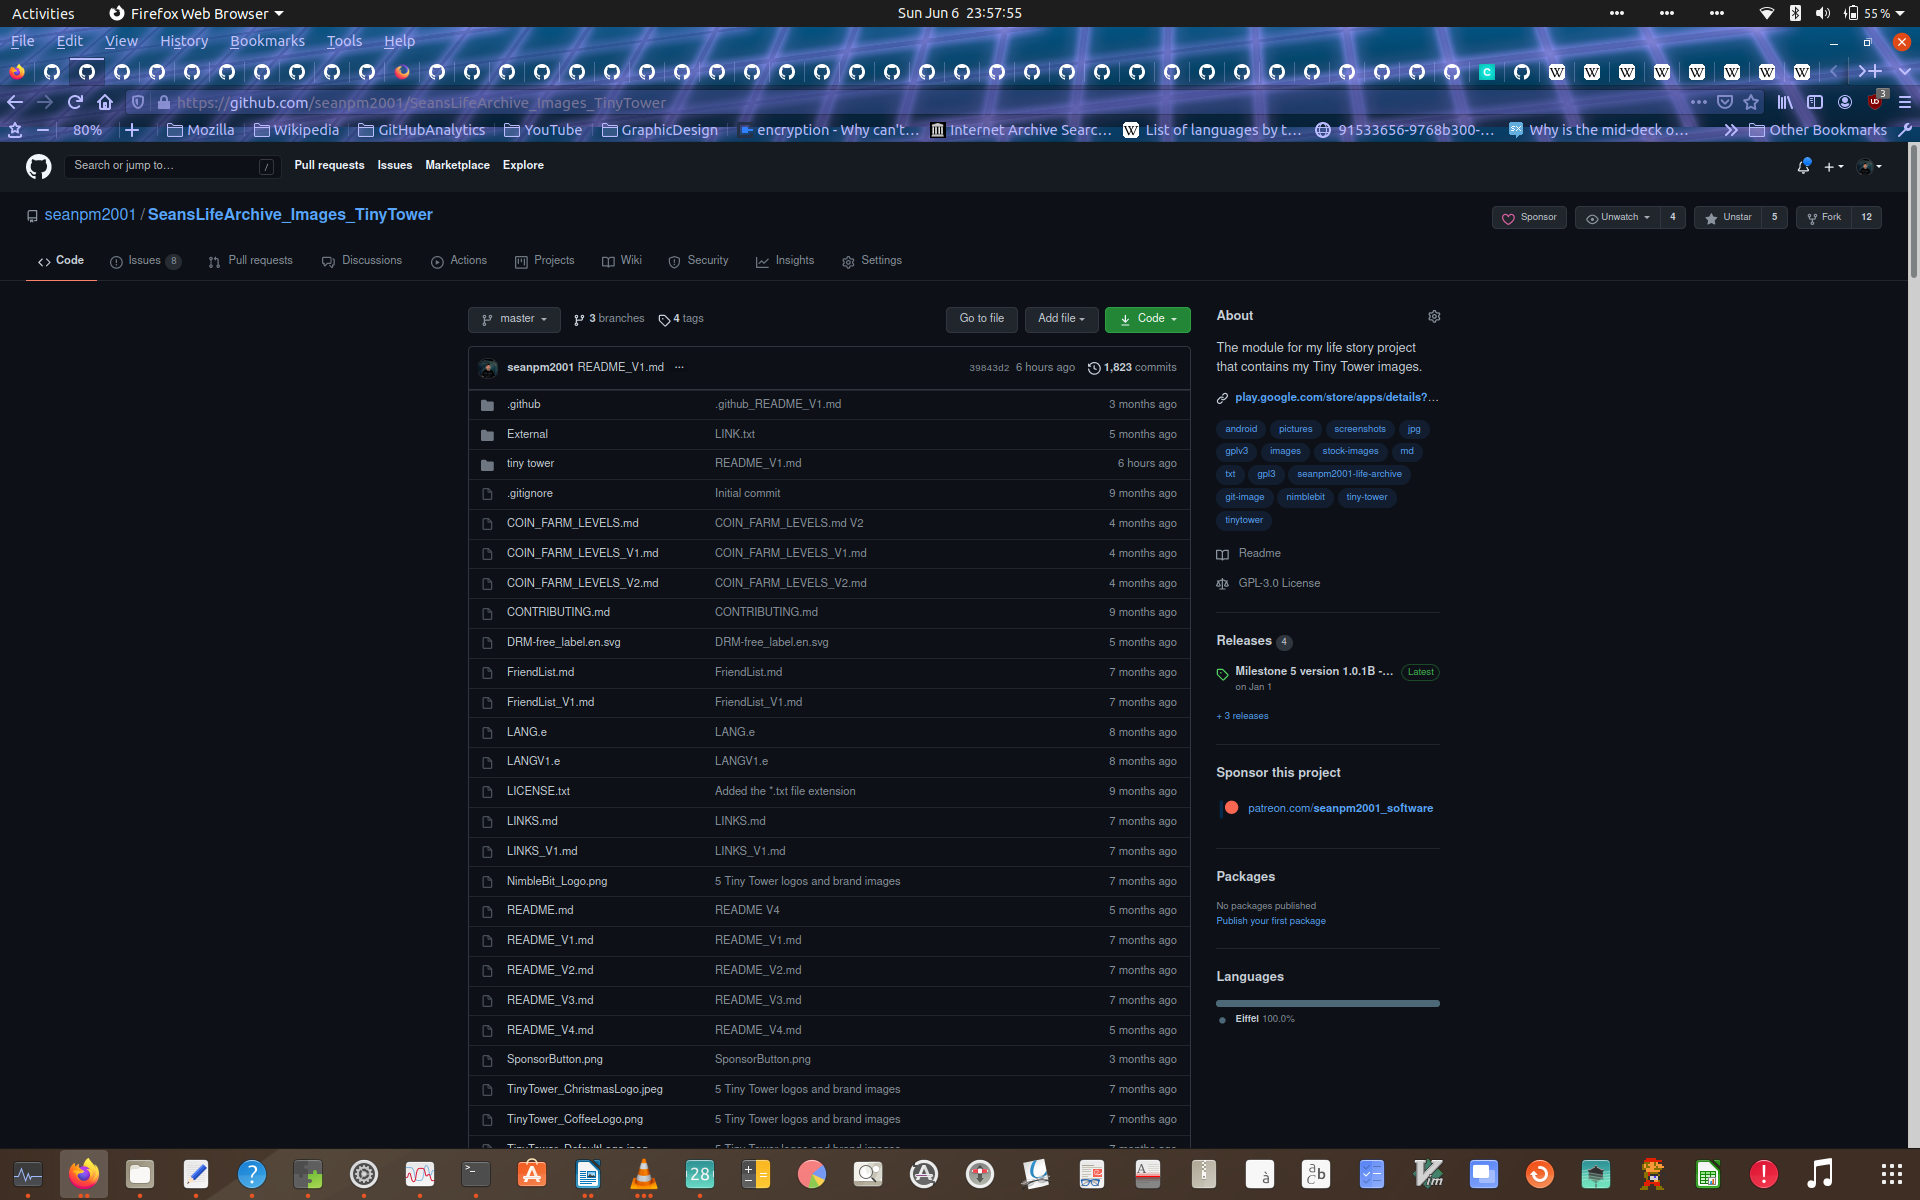 Activities Firefox Web Browser Sun Jun 6 23:57:55 55 %
File Edit View History Bookmarks Tools Help
https://github.com/seanpm2001/SeansLifeArchive_Images_TinyTower 3
80% Mozilla Wikipedia GitHubAnalytics YouTube GraphicDesign encryption - Why can't… Internet Archive Searc… List of languages by t… 91533656-9768b300-… Why is the mid-deck o… Other Bookmarks
Search or jump to… / Pull requests Issues Marketplace Explore
seanpm2001 / SeansLifeArchive_Images_TinyTower Sponsor Unwatch 4 Unstar 5 Fork 12
Code Issues 8 Pull requests Discussions Actions Projects Wiki Security Insights Settings
master 3 branches 4 tags Go to file Add file Code
seanpm2001 README_V1.md ... 39843d2 6 hours ago 1,823 commits
.github .github_README_V1.md 3 months ago
External LINK.txt 5 months ago
tiny tower README_V1.md 6 hours ago
.gitignore Initial commit 9 months ago
COIN_FARM_LEVELS.md COIN_FARM_LEVELS.md V2 4 months ago
COIN_FARM_LEVELS_V1.md COIN_FARM_LEVELS_V1.md 4 months ago
COIN_FARM_LEVELS_V2.md COIN_FARM_LEVELS_V2.md 4 months ago
CONTRIBUTING.md CONTRIBUTING.md 9 months ago
DRM-free_label.en.svg DRM-free_label.en.svg 5 months ago
FriendList.md FriendList.md 7 months ago
FriendList_V1.md FriendList_V1.md 7 months ago
LANG.e LANG.e 8 months ago
LANGV1.e LANGV1.e 8 months ago
LICENSE.txt Added the *.txt file extension 9 months ago
LINKS.md LINKS.md 7 months ago
LINKS_V1.md LINKS_V1.md 7 months ago
NimbleBit_Logo.png 5 Tiny Tower logos and brand images 7 months ago
README.md README V4 5 months ago
README_V1.md README_V1.md 7 months ago
README_V2.md README_V2.md 7 months ago
README_V3.md README_V3.md 7 months ago
README_V4.md README_V4.md 5 months ago
SponsorButton.png SponsorButton.png 3 months ago
TinyTower_ChristmasLogo.jpeg 5 Tiny Tower logos and brand images 7 months ago
TinyTower_CoffeeLogo.png 5 Tiny Tower logos and brand images 7 months ago
About
The module for my life story project
that contains my Tiny Tower images.
play.google.com/store/apps/details?...
android pictures screenshots jpg
gplv3 images stock-images md
txt gpl3 seanpm2001-life-archive
git-image nimblebit tiny-tower
tinytower
Readme
GPL-3.0 License
Releases 4
Milestone 5 version 1.0.1B -... Latest
on Jan 1
+ 3 releases
Sponsor this project
patreon.com/seanpm2001_software
Packages
No packages published
Publish your first package
Languages
Eiffel 100.0%
28